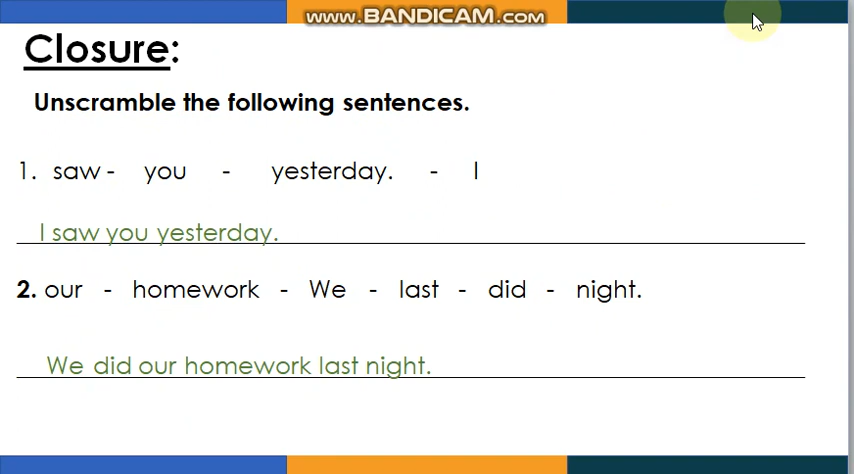 www.BANDICAM.com
Closure:
Unscramble the following sentences.
1. saw - you - yesterday. - I
I saw you yesterday.
2. our - homework - We - last - did - night.
We did our homework last night.